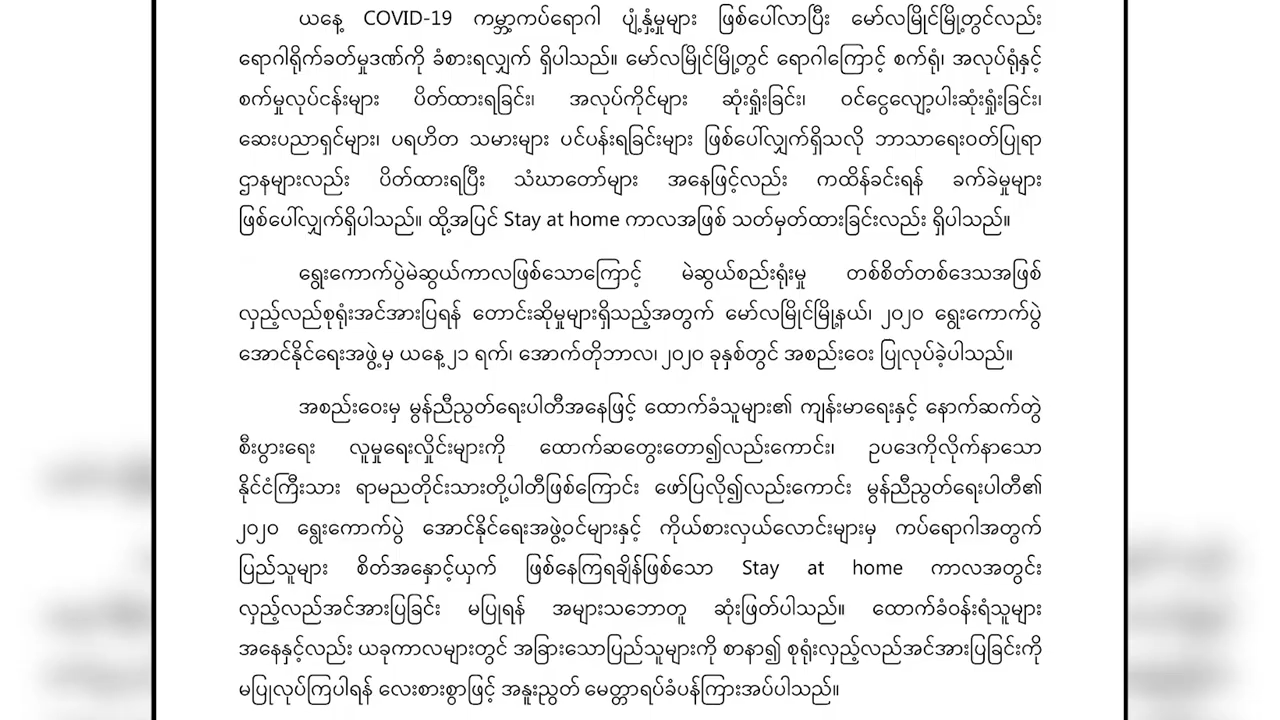 ယနေ့ COVID-19 ကမ္ဘာ့ကပ်ရောဂါ ပျံ့နှံ့မှုများ ဖြစ်ပေါ်လာပြီး မော်လမြိုင်မြို့တွင်လည်း
ရောဂါရိုက်ခတ်မှုဒဏ်ကို ခံစားရလျှက် ရှိပါသည်။ မော်လမြိုင်မြို့တွင် ရောဂါကြောင့် စက်ရုံ၊ အလုပ်ရုံနှင့်
စက်မှုလုပ်ငန်းများ ပိတ်ထားရခြင်း၊ အလုပ်ကိုင်များ ဆုံးရှုံးခြင်း၊ ဝင်ငွေလျော့ပါးဆုံးရှုံးခြင်း၊
ဆေးပညာရှင်များ၊ ပရဟိတ သမားများ ပင်ပန်းရခြင်းများ ဖြစ်ပေါ်လျှက်ရှိသလို ဘာသာရေးဝတ်ပြုရာ
ဌာနများလည်း ပိတ်ထားရပြီး သံဃာတော်များ အနေဖြင့်လည်း ကထိန်ခင်းရန် ခက်ခဲမှုများ
ဖြစ်ပေါ်လျှက်ရှိပါသည်။ ထို့အပြင် Stay at home ကာလအဖြစ် သတ်မှတ်ထားခြင်းလည်း ရှိပါသည်။
ရွေးကောက်ပွဲမဲဆွယ်ကာလဖြစ်သောကြောင့် မဲဆွယ်စည်းရုံးမှု တစ်စိတ်တစ်ဒေသအဖြစ်
လှည့်လည်စုရုံးအင်အားပြရန် တောင်းဆိုမှုများရှိသည့်အတွက် မော်လမြိုင်မြို့နယ်၊ ၂၀၂၀ ရွေးကောက်ပွဲ
အောင်နိုင်ရေးအဖွဲ့မှ ယနေ့၂၁ ရက်၊ အောက်တိုဘာလ၊ ၂၀၂၀ ခုနှစ်တွင် အစည်းဝေး ပြုလုပ်ခဲ့ပါသည်။
အစည်းဝေးမှ မွန်ညီညွတ်ရေးပါတီအနေဖြင့် ထောက်ခံသူများ၏ ကျန်းမာရေးနှင့် နောက်ဆက်တွဲ
စီးပွားရေး လူမှုရေးလှိုင်းများကို ထောက်ဆတွေးတော၍လည်းကောင်း၊ ဥပဒေကိုလိုက်နာသော
နိုင်ငံကြီးသား ရာမညတိုင်းသားတို့ပါတီဖြစ်ကြောင်း ဖော်ပြလို၍လည်းကောင်း မွန်ညီညွတ်ရေးပါတီ၏
၂၀၂၀ ရွေးကောက်ပွဲ အောင်နိုင်ရေးအဖွဲ့ဝင်များနှင့် ကိုယ်စားလှယ်လောင်းများမှ ကပ်ရောဂါအတွက်
ပြည်သူများ စိတ်အနှောင့်ယှက် ဖြစ်နေကြရချိန်ဖြစ်သော Stay at home ကာလအတွင်း
လှည့်လည်အင်အားပြခြင်း မပြုရန် အများသဘောတူ ဆုံးဖြတ်ပါသည်။ ထောက်ခံဝန်းရံသူများ
အနေနှင့်လည်း ယခုကာလများတွင် အခြားသောပြည်သူများကို စာနာ၍ စုရုံးလှည့်လည်အင်အားပြခြင်းကို
မပြုလုပ်ကြပါရန် လေးစားစွာဖြင့် အနူးညွတ် မေတ္တာရပ်ခံပန်ကြားအပ်ပါသည်။